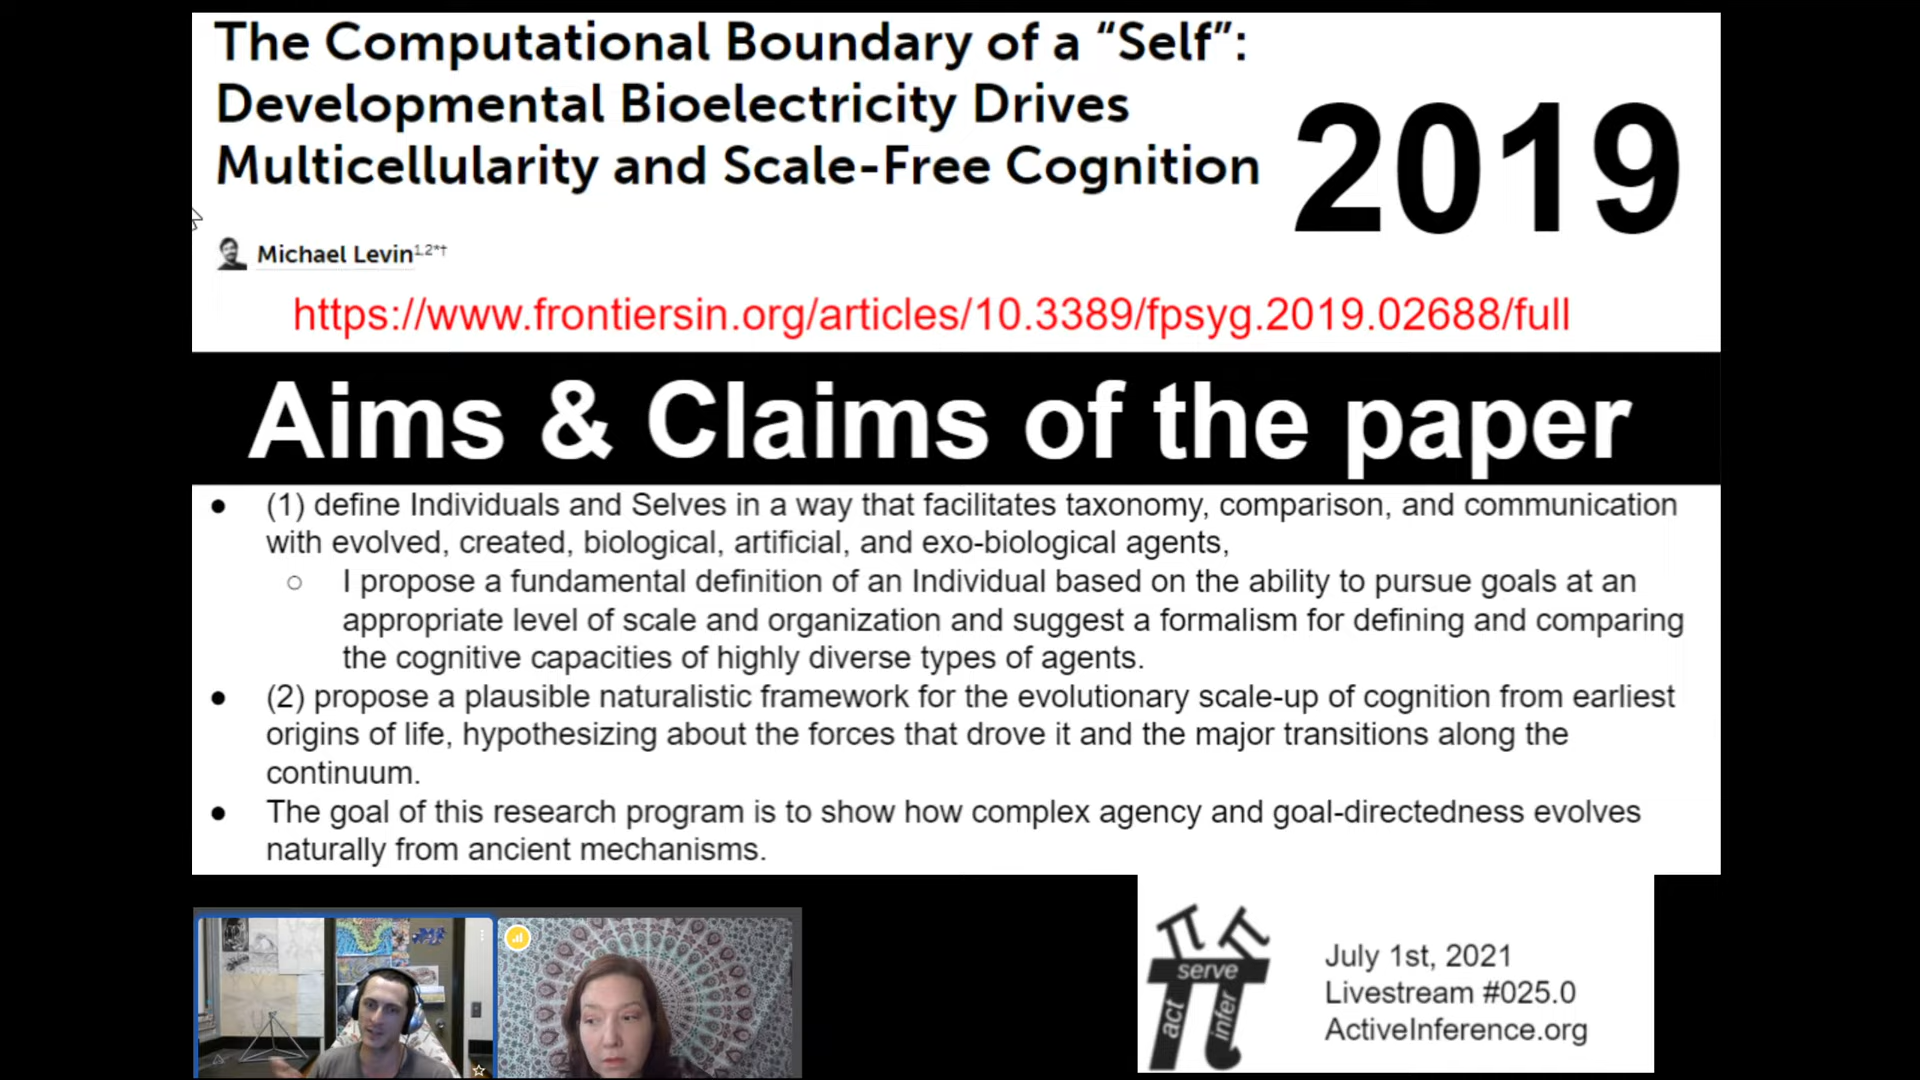 The Computational Boundary of a “Self”:
Developmental Bioelectricity Drives
Multicellularity and Scale-Free Cognition
2019
Michael Levin1,2*†
https://www.frontiersin.org/articles/10.3389/fpsyg.2019.02688/full
Aims & Claims of the paper
● (1) define Individuals and Selves in a way that facilitates taxonomy, comparison, and communication
with evolved, created, biological, artificial, and exo-biological agents,
○ I propose a fundamental definition of an Individual based on the ability to pursue goals at an
appropriate level of scale and organization and suggest a formalism for defining and comparing
the cognitive capacities of highly diverse types of agents.
● (2) propose a plausible naturalistic framework for the evolutionary scale-up of cognition from earliest
origins of life, hypothesizing about the forces that drove it and the major transitions along the
continuum.
● The goal of this research program is to show how complex agency and goal-directedness evolves
naturally from ancient mechanisms.
serve
act
infer
July 1st, 2021
Livestream #025.0
ActiveInference.org